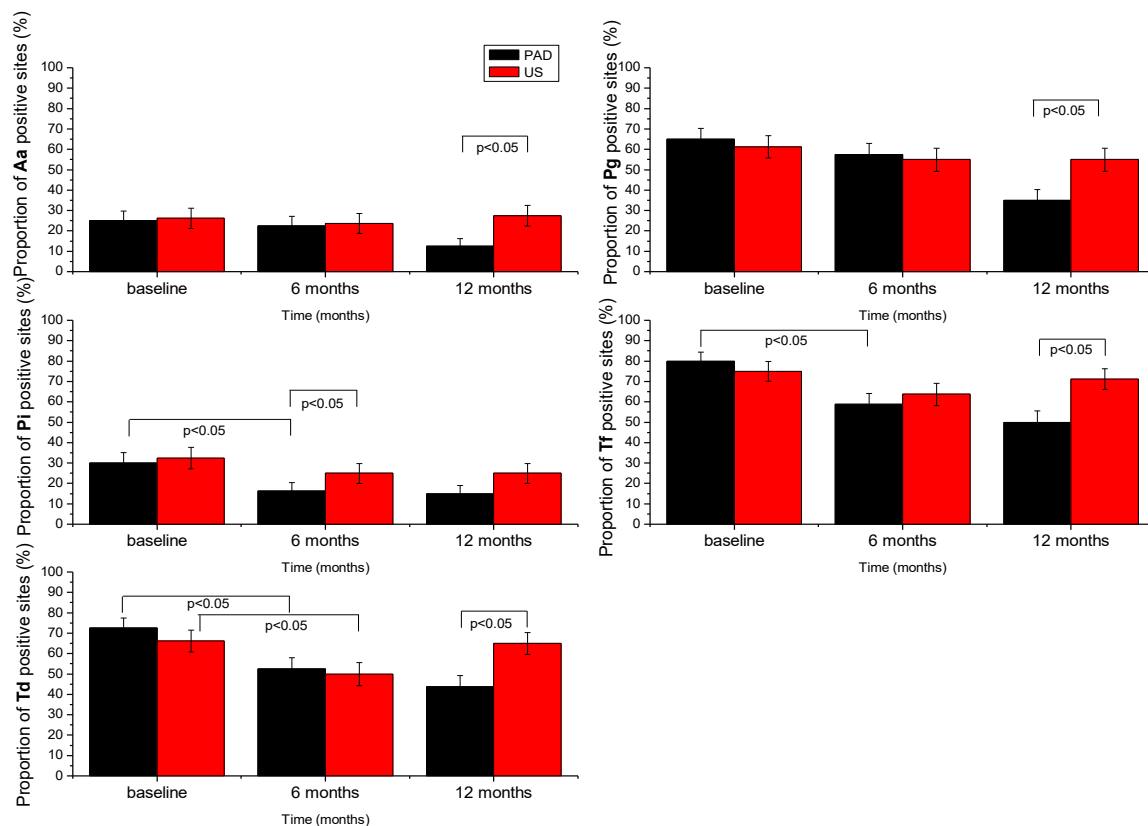 PAD
US
Proportion of Aa positive sites (%)
100
90
80
70
60
50
40
30
20
10
0
p<0.05
baseline
6 months
12 months
Time (months)
Proportion of Pg positive sites (%)
100
90
80
70
60
50
40
30
20
10
0
p<0.05
baseline
6 months
12 months
Time (months)
Proportion of Pi positive sites (%)
100
90
80
70
60
50
40
30
20
10
0
p<0.05
p<0.05
baseline
6 months
12 months
Time (months)
Proportion of Tf positive sites (%)
100
90
80
70
60
50
40
30
20
10
0
p<0.05
p<0.05
baseline
6 months
12 months
Time (months)
Proportion of Td positive sites (%)
100
90
80
70
60
50
40
30
20
10
0
p<0.05
p<0.05
p<0.05
baseline
6 months
12 months
Time (months)